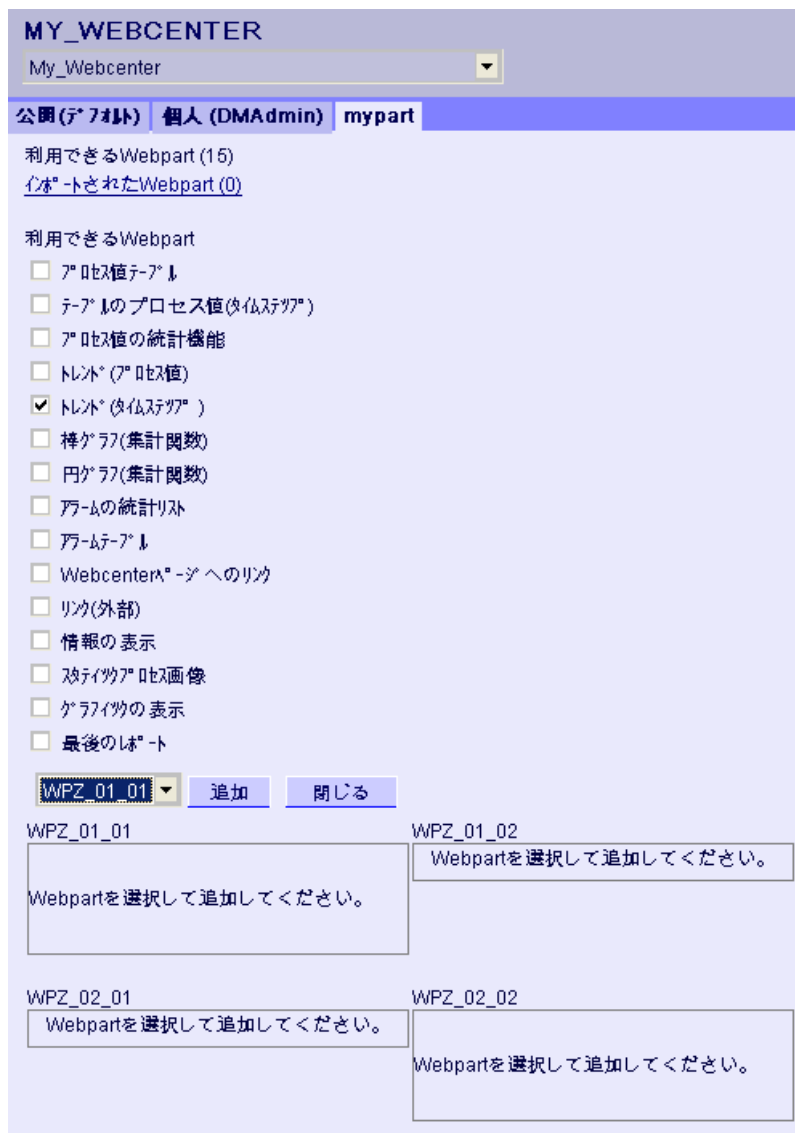 MY_WEBCENTER
My_Webcenter
公開(ﾃﾞﾌｫﾙﾄ) 個人 (DMAdmin) mypart
利用できるWebpart (15)
ｲﾝﾎﾟｰﾄされたWebpart (0)
利用できるWebpart
ﾌﾟﾛｾｽ値ﾃｰﾌﾞﾙ
ﾃｰﾌﾞﾙのプロセス値(ﾀｲﾑｽﾃｯﾌﾟ)
ﾌﾟﾛｾｽ値の統計機能
ﾄﾚﾝﾄﾞ(ﾌﾟﾛｾｽ値)
ﾄﾚﾝﾄﾞ(ﾀｲﾑｽﾃｯﾌﾟ)
棒ｸﾞﾗﾌ(集計関数)
円ｸﾞﾗﾌ(集計関数)
ｱﾗｰﾑの統計ﾘｽﾄ
ｱﾗｰﾑﾃｰﾌﾞﾙ
Webcenterﾍﾟｰｼﾞへのﾘﾝｸ
ﾘﾝｸ(外部)
情報の表示
ｽﾀﾃｨｯｸﾌﾟﾛｾｽ画像
ｸﾞﾗﾌｨｯｸの表示
最後のﾚﾎﾟｰﾄ
WPZ_01_01 追加 閉じる
WPZ_01_01 WPZ_01_02
Webpartを選択して追加してください。
Webpartを選択して追加してください。
WPZ_02_01 WPZ_02_02
Webpartを選択して追加してください。
Webpartを選択して追加してください。